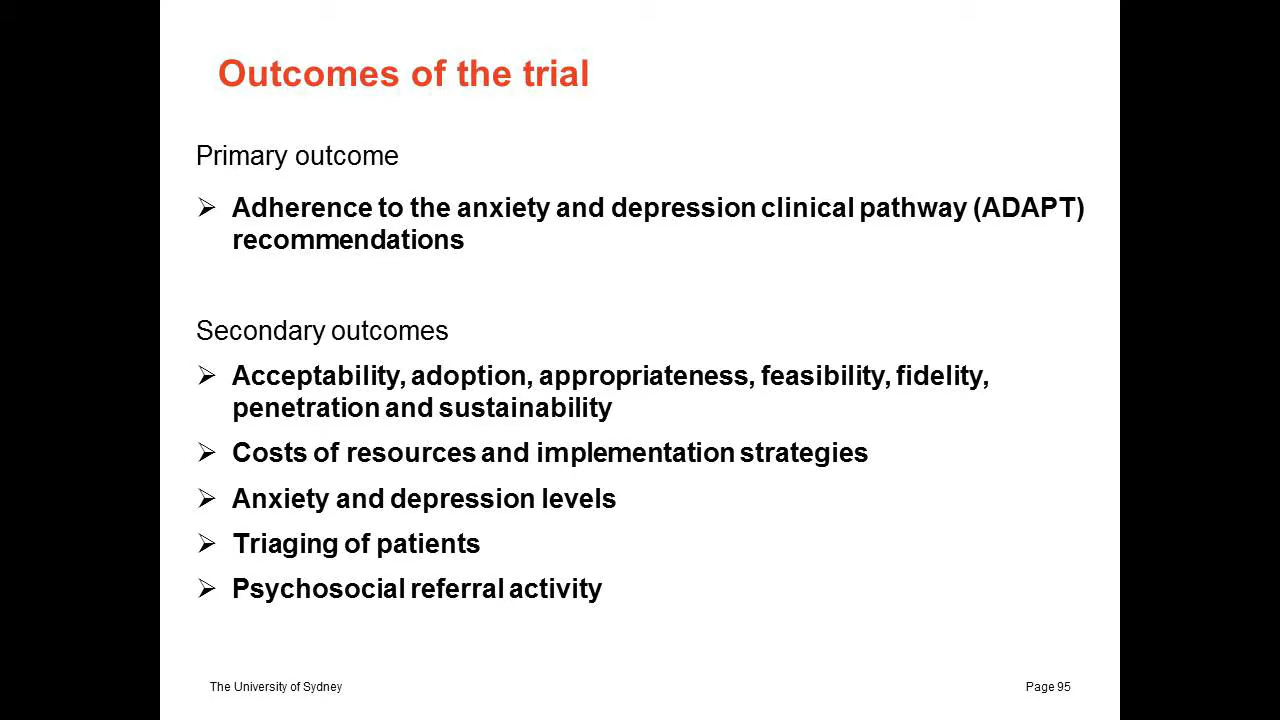 Outcomes of the trial
Primary outcome
Adherence to the anxiety and depression clinical pathway (ADAPT)
recommendations
Secondary outcomes
Acceptability, adoption, appropriateness, feasibility, fidelity,
penetration and sustainability
Costs of resources and implementation strategies
Anxiety and depression levels
Triaging of patients
Psychosocial referral activity
The University of Sydney
Page 95